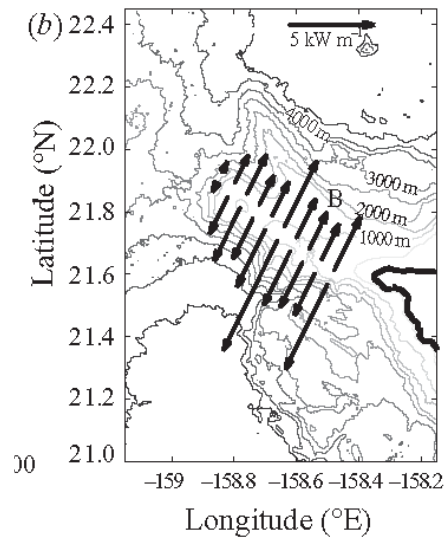 (b)
5 kW m⁻¹
22.4
22.2
22.0
21.8
21.6
21.4
21.2
21.0
Latitude (°N)
4000 m
3000 m
2000 m
1000 m
B
00
–159 –158.8 –158.6 –158.4 –158.2
Longitude (°E)